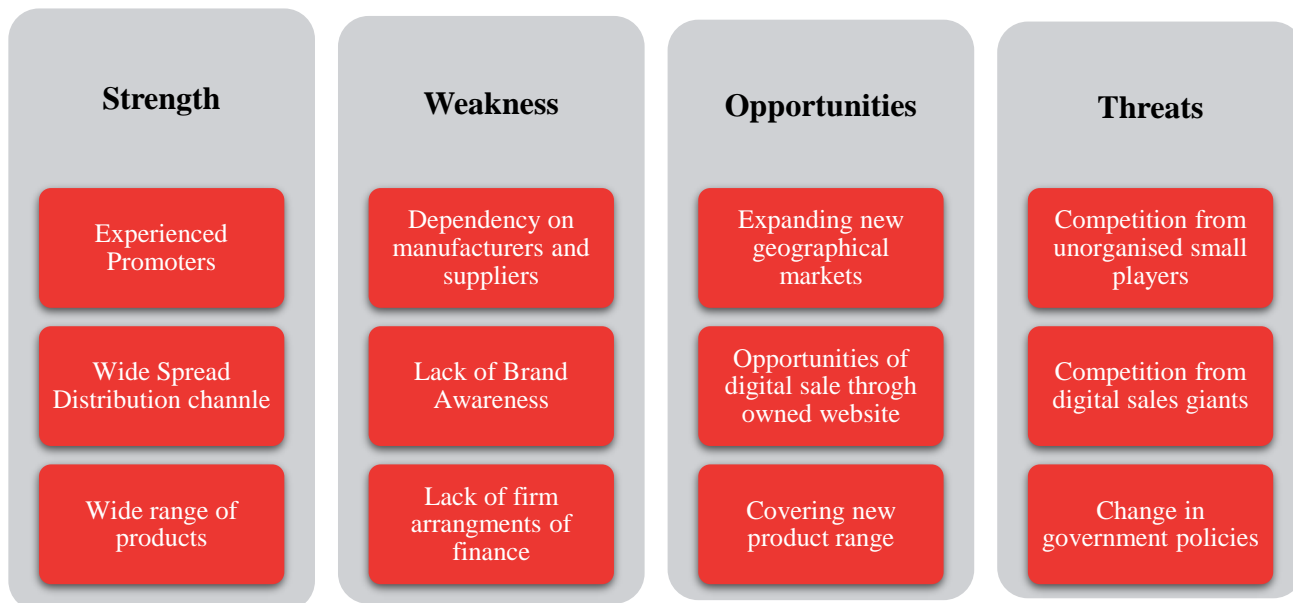 Strength
Experienced
Promoters
Wide Spread
Distribution channle
Wide range of
products
Weakness
Dependency on
manufacturers and
suppliers
Lack of Brand
Awareness
Lack of firm
arrangments of
finance
Opportunities
Expanding new
geographical
markets
Opportunities of
digital sale throgh
owned website
Covering new
product range
Threats
Competition from
unorganised small
players
Competition from
digital sales giants
Change in
government policies